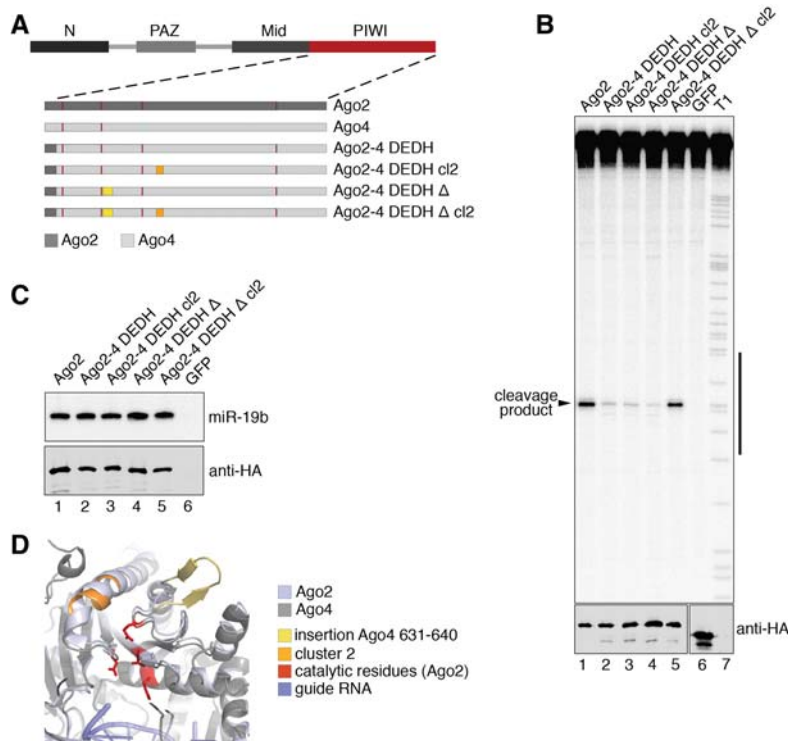 A
N PAZ Mid PIWI
Ago2
Ago4
Ago2-4 DEDH
Ago2-4 DEDH cl2
Ago2-4 DEDH Δ
Ago2-4 DEDH Δ cl2
Ago2 Ago4
B
Ago2
Ago2-4 DEDH
Ago2-4 DEDH cl2
Ago2-4 DEDH Δ
Ago2-4 DEDH Δ cl2
GFP
T1
cleavage
product
anti-HA
1 2 3 4 5 6 7
C
Ago2
Ago2-4 DEDH
Ago2-4 DEDH cl2
Ago2-4 DEDH Δ
Ago2-4 DEDH Δ cl2
GFP
miR-19b
anti-HA
1 2 3 4 5 6
D
Ago2
Ago4
insertion Ago4 631-640
cluster 2
catalytic residues (Ago2)
guide RNA